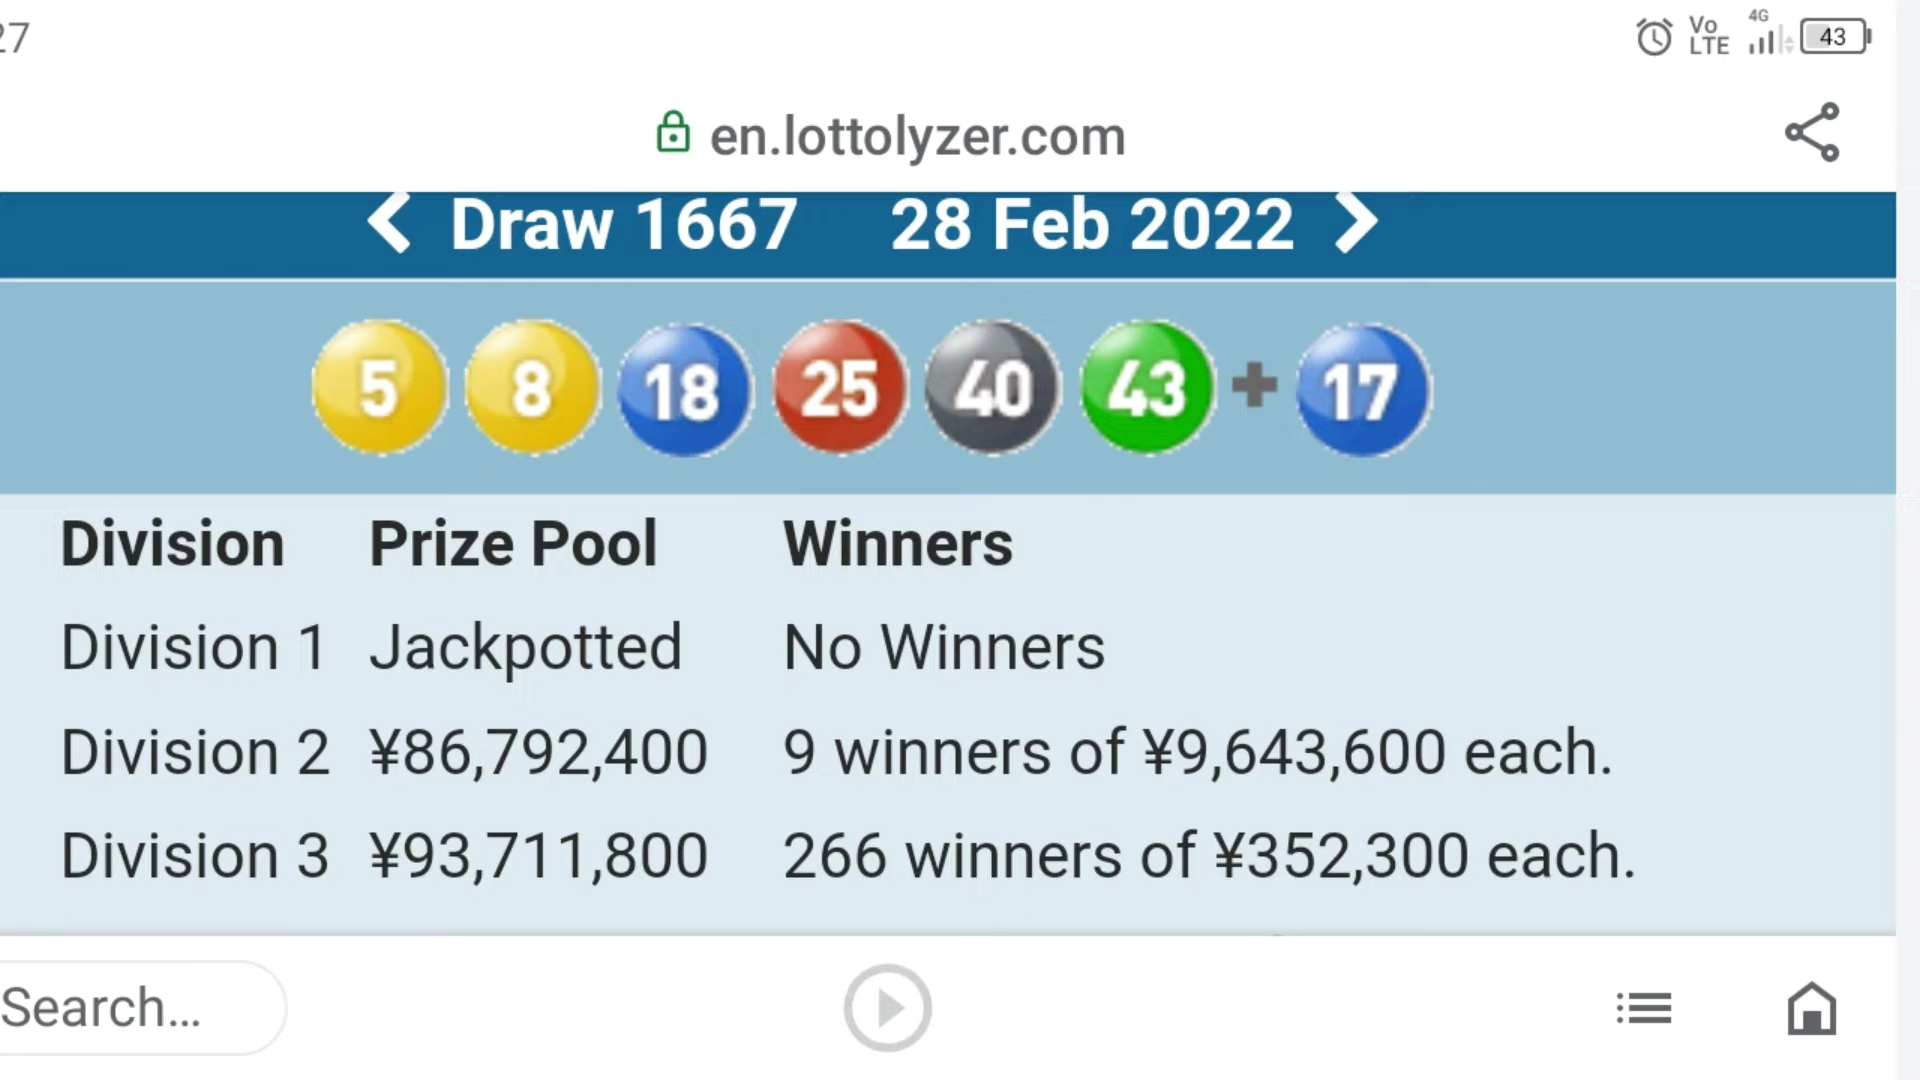 27 Vo LTE 4G 43
en.lottolyzer.com
Draw 1667 28 Feb 2022
5 8 18 25 40 43 + 17
Division Prize Pool Winners
Division 1 Jackpotted No Winners
Division 2 ¥86,792,400 9 winners of ¥9,643,600 each.
Division 3 ¥93,711,800 266 winners of ¥352,300 each.
Search...